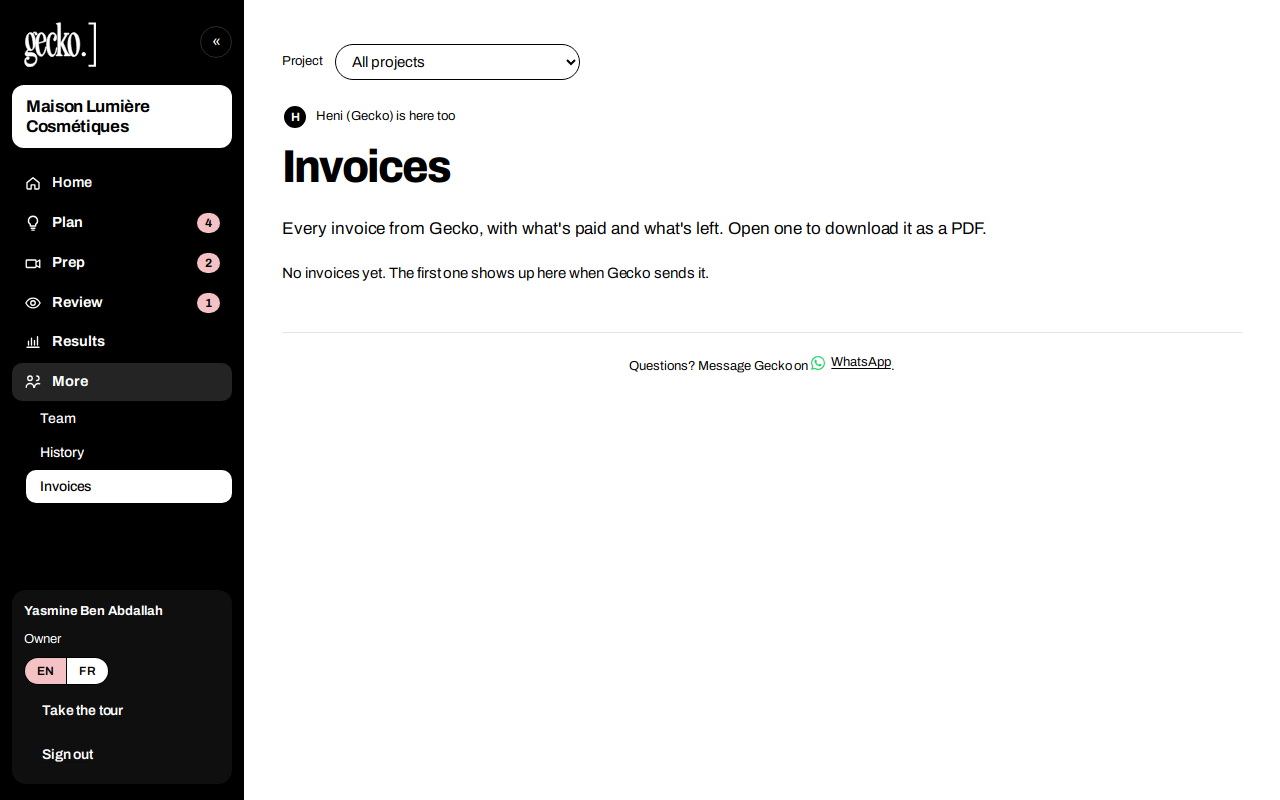 gecko.]
«
Maison Lumière
Cosmétiques
Home
Plan 4
Prep 2
Review 1
Results
More
Team
History
Invoices
Yasmine Ben Abdallah
Owner
EN FR
Take the tour
Sign out
Project All projects
H Heni (Gecko) is here too
Invoices
Every invoice from Gecko, with what's paid and what's left. Open one to download it as a PDF.
No invoices yet. The first one shows up here when Gecko sends it.
Questions? Message Gecko on WhatsApp.